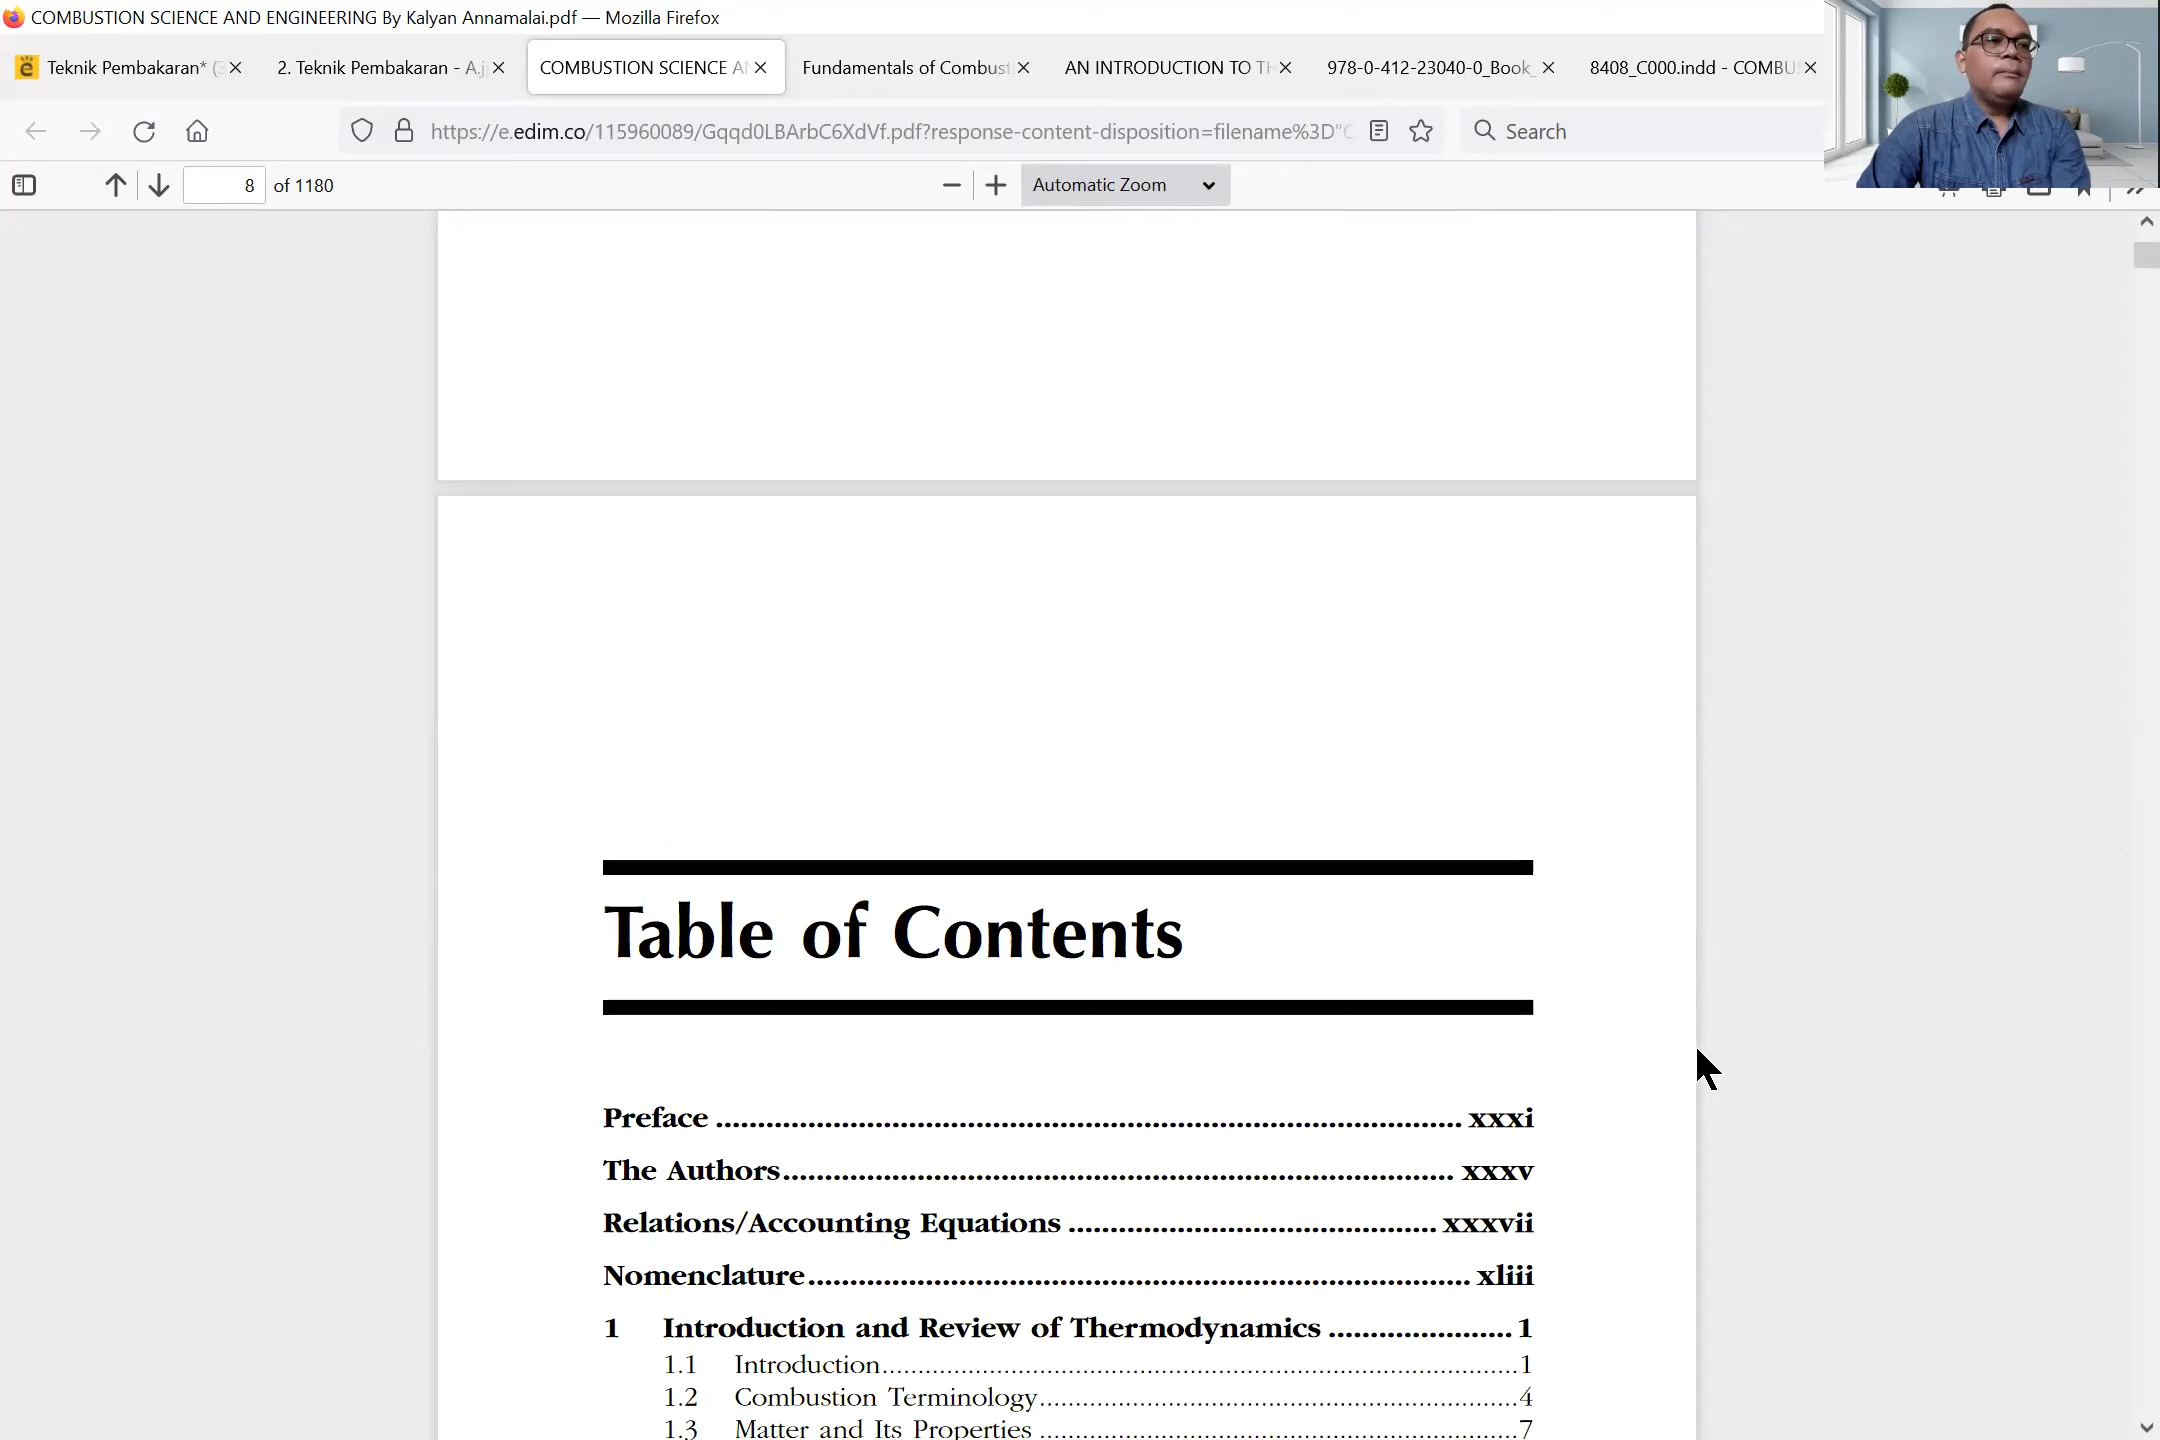 COMBUSTION SCIENCE AND ENGINEERING By Kalyan Annamalai.pdf — Mozilla Firefox
Teknik Pembakaran* (3
2. Teknik Pembakaran - A.j
COMBUSTION SCIENCE A
Fundamentals of Combust
AN INTRODUCTION TO TH
978-0-412-23040-0_Book_
8408_C000.indd - COMBU
https://e.edim.co/115960089/Gqqd0LBArbC6XdVf.pdf?response-content-disposition=filename%3D"C
Search
8 of 1180
Automatic Zoom
Table of Contents
Preface .......... xxxi
The Authors .......... xxxv
Relations/Accounting Equations .......... xxxvii
Nomenclature .......... xliii
1 Introduction and Review of Thermodynamics .......... 1
1.1 Introduction .......... 1
1.2 Combustion Terminology .......... 4
1.3 Matter and Its Properties .......... 7